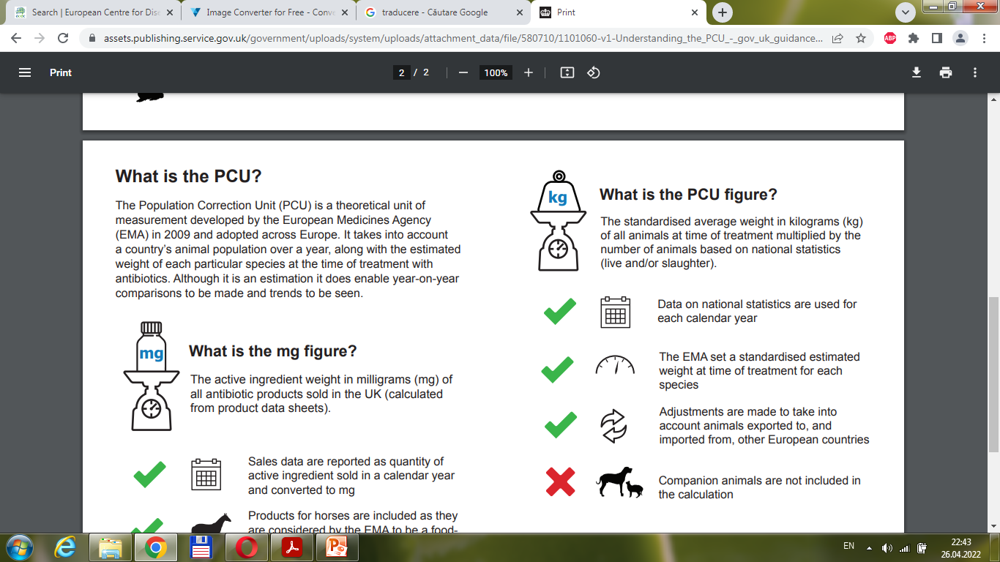 Search | European Centre for Dise
Image Converter for Free - Conve
traducere - Căutare Google
Print
assets.publishing.service.gov.uk/government/uploads/system/uploads/attachment_data/file/580710/1101060-v1-Understanding_the_PCU_-_gov_uk_guidance...
ABP
Print
2 / 2
100%
What is the PCU?
The Population Correction Unit (PCU) is a theoretical unit of
measurement developed by the European Medicines Agency
(EMA) in 2009 and adopted across Europe. It takes into account
a country's animal population over a year, along with the estimated
weight of each particular species at the time of treatment with
antibiotics. Although it is an estimation it does enable year-on-year
comparisons to be made and trends to be seen.
mg
What is the mg figure?
The active ingredient weight in milligrams (mg) of
all antibiotic products sold in the UK (calculated
from product data sheets).
Sales data are reported as quantity of
active ingredient sold in a calendar year
and converted to mg
Products for horses are included as they
are considered by the EMA to be a food-
kg
What is the PCU figure?
The standardised average weight in kilograms (kg)
of all animals at time of treatment multiplied by the
number of animals based on national statistics
(live and/or slaughter).
Data on national statistics are used for
each calendar year
The EMA set a standardised estimated
weight at time of treatment for each
species
Adjustments are made to take into
account animals exported to, and
imported from, other European countries
Companion animals are not included in
the calculation
EN
22:43
26.04.2022